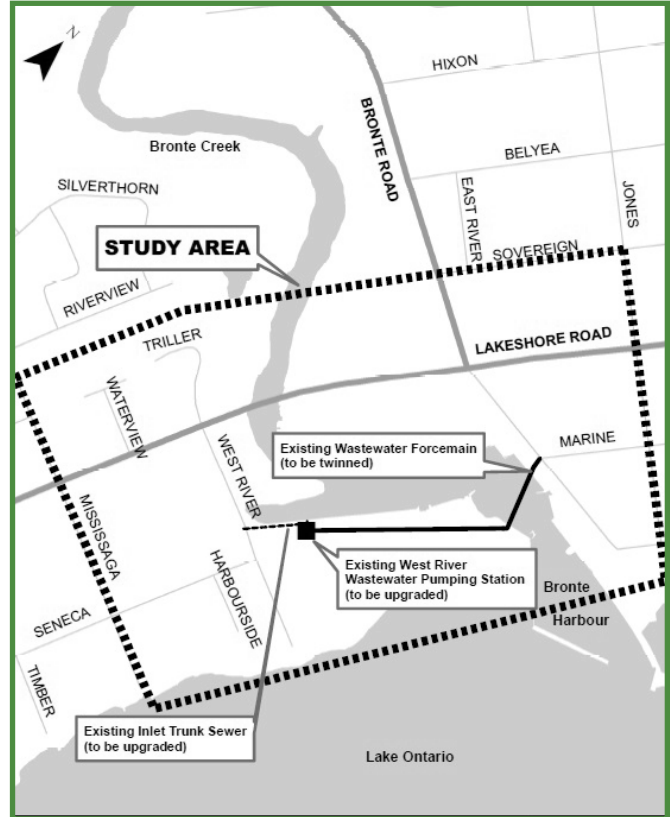 N
HIXON
BRONTE ROAD
Bronte Creek
BELYEA
SILVERTHORN
EAST RIVER
JONES
STUDY AREA
SOVEREIGN
RIVERVIEW
TRILLER
LAKESHORE ROAD
WATERVIEW
WEST RIVER
Existing Wastewater Forcemain
(to be twinned)
MARINE
MISSISSAGA
HARBOURSIDE
Existing West River
Wastewater Pumping Station
(to be upgraded)
Bronte
Harbour
SENECA
TIMBER
Existing Inlet Trunk Sewer
(to be upgraded)
Lake Ontario